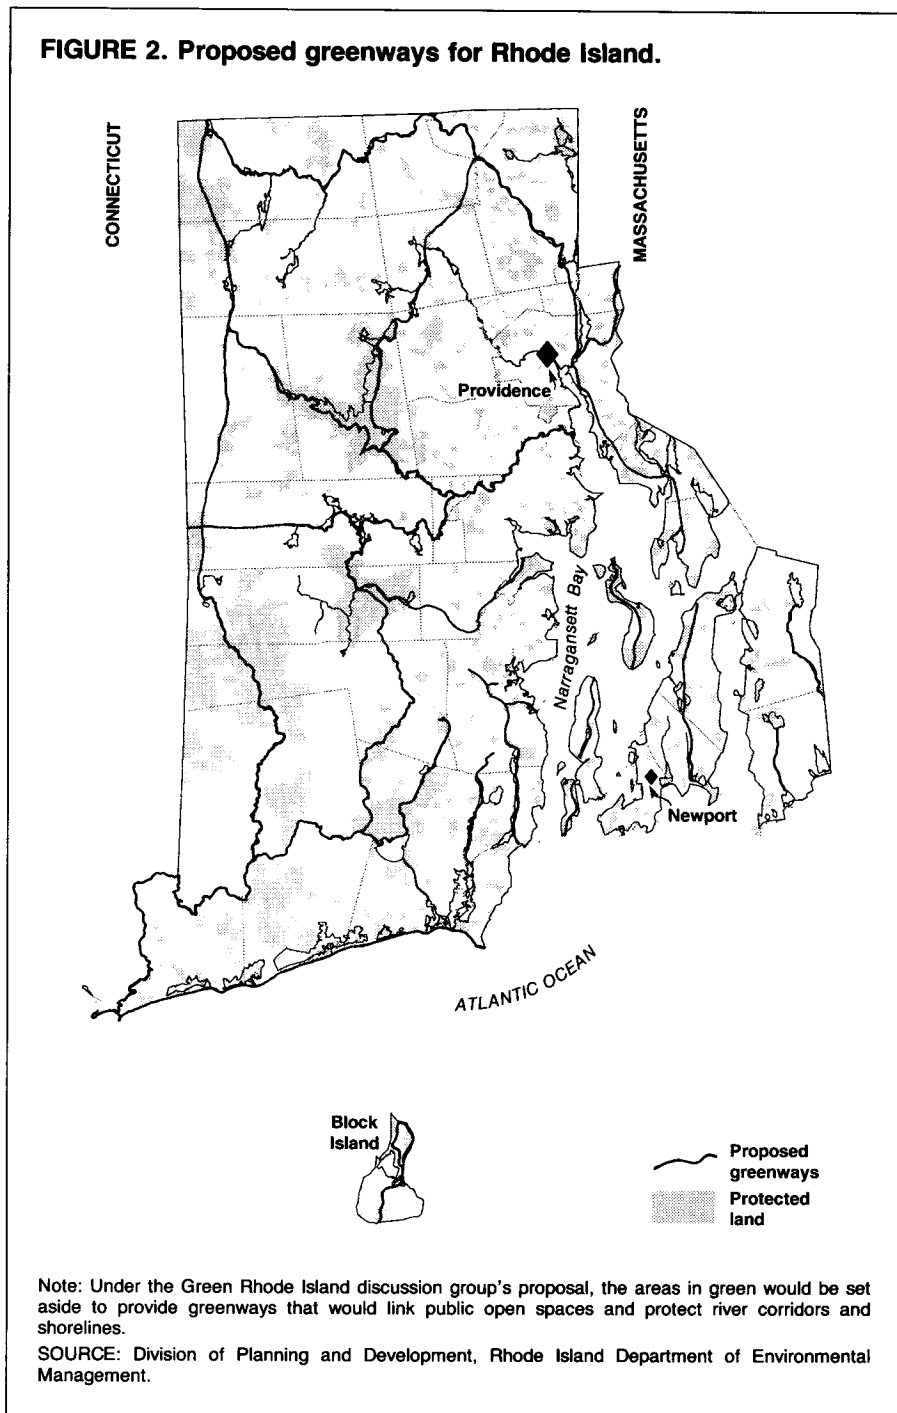 FIGURE 2. Proposed greenways for Rhode Island.
CONNECTICUT
MASSACHUSETTS
Providence
Narragansett Bay
Newport
ATLANTIC OCEAN
Block
Island
Proposed
greenways
Protected
land
Note: Under the Green Rhode Island discussion group's proposal, the areas in green would be set
aside to provide greenways that would link public open spaces and protect river corridors and
shorelines.
SOURCE: Division of Planning and Development, Rhode Island Department of Environmental
Management.